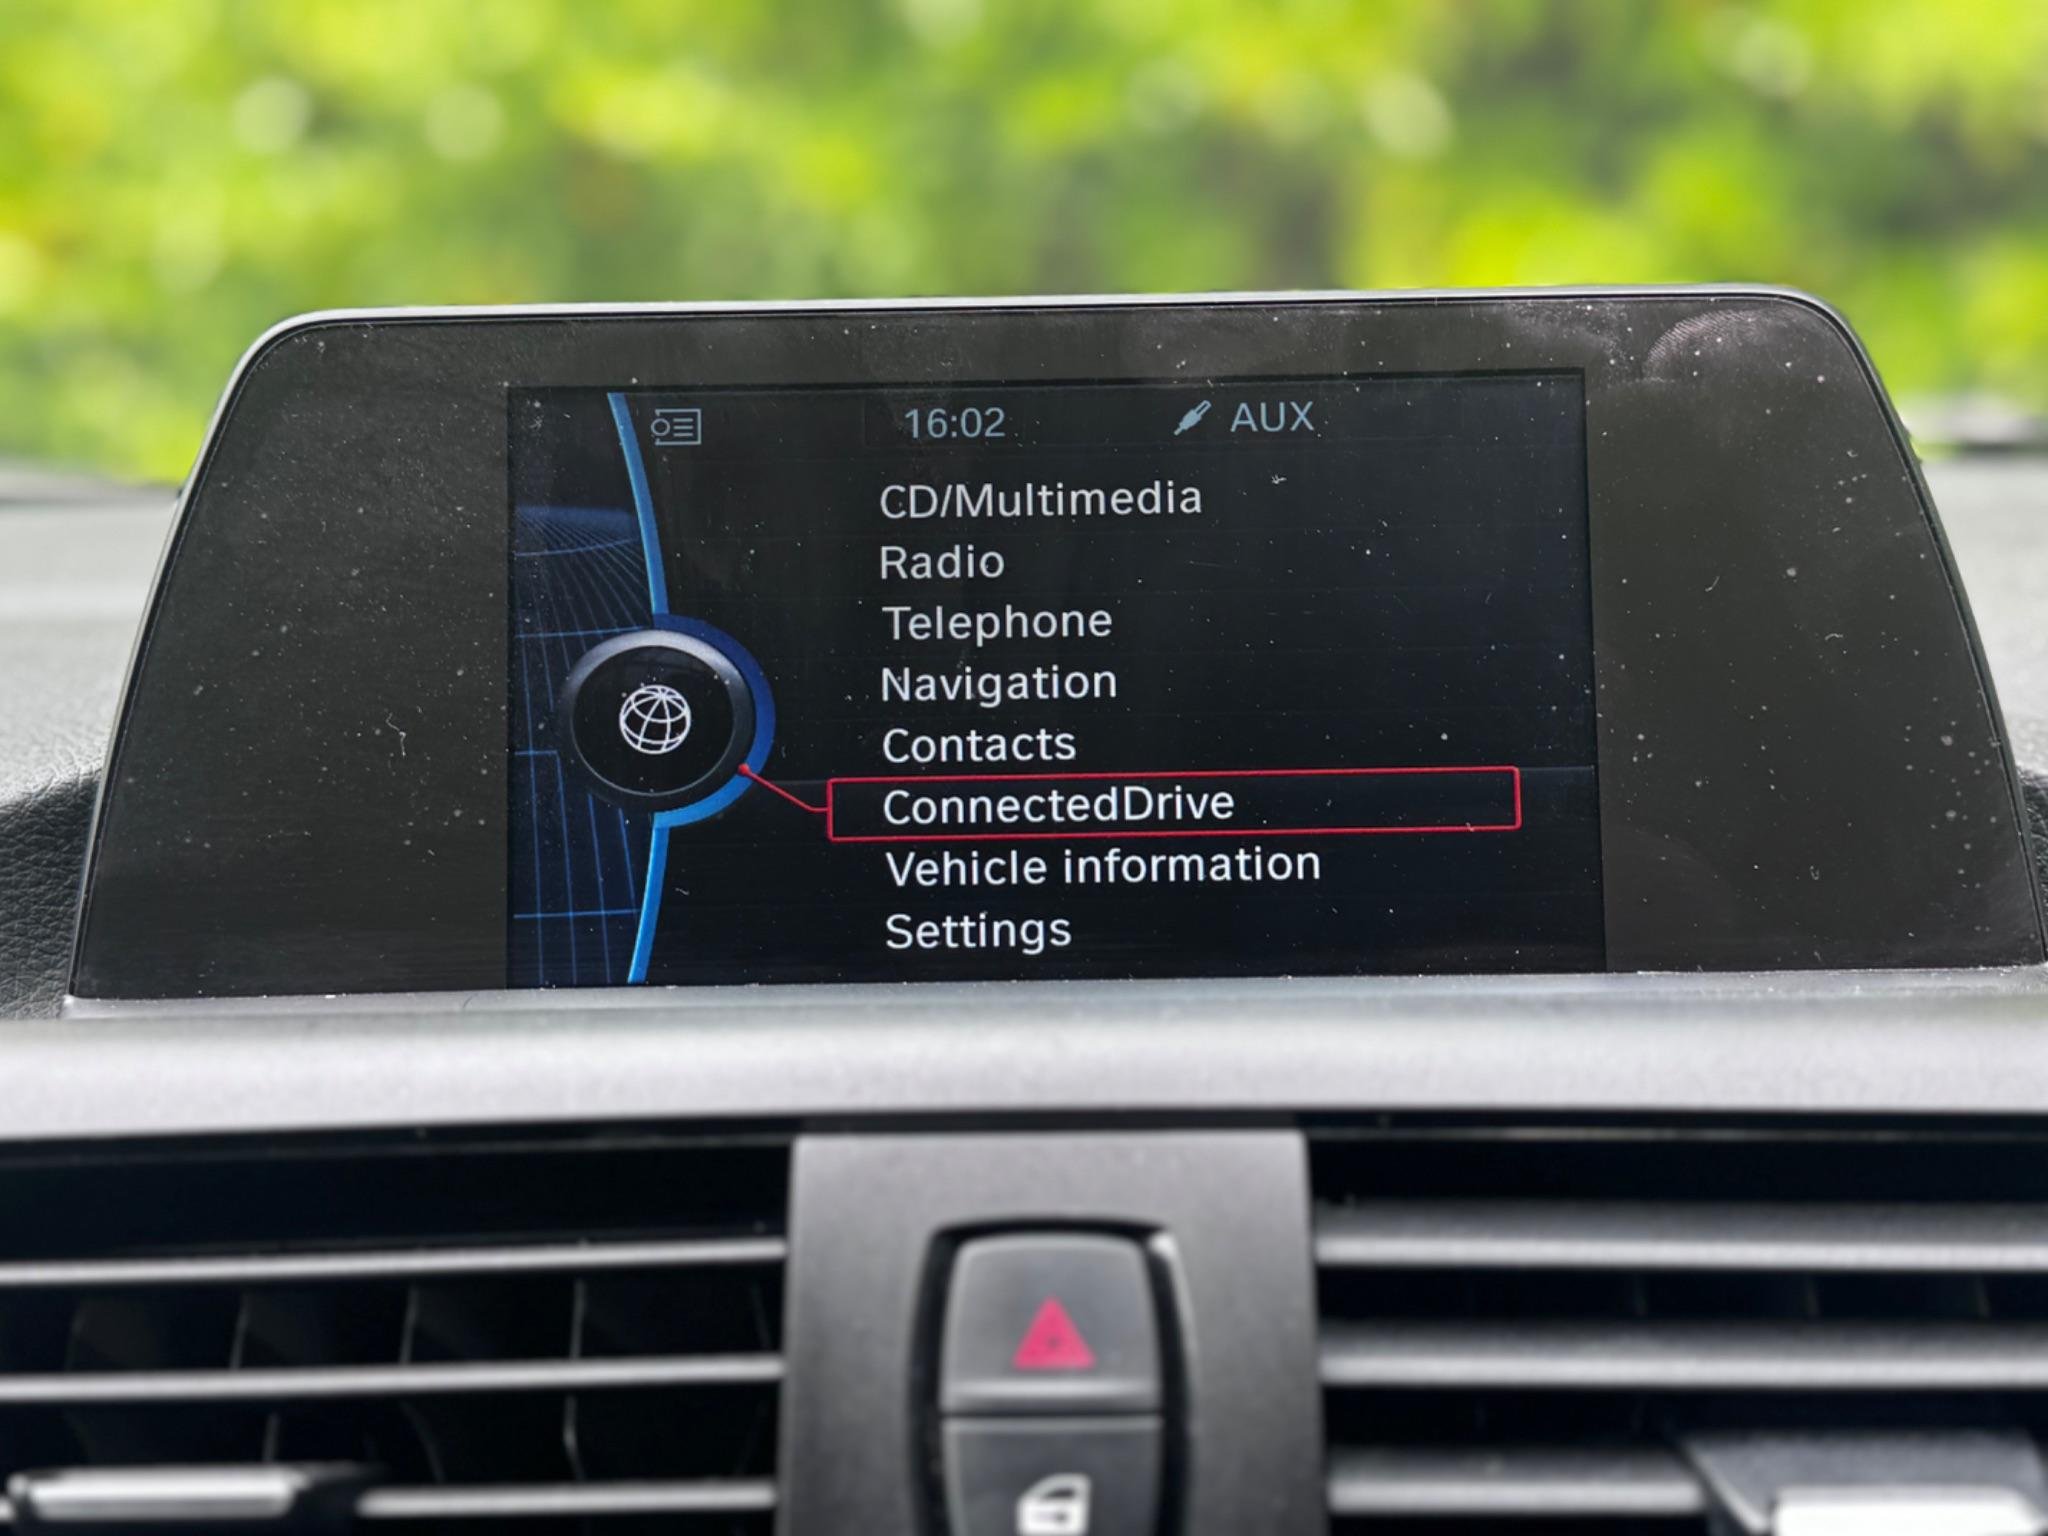 16:02 AUX
CD/Multimedia
Radio
Telephone
Navigation
Contacts
ConnectedDrive
Vehicle information
Settings